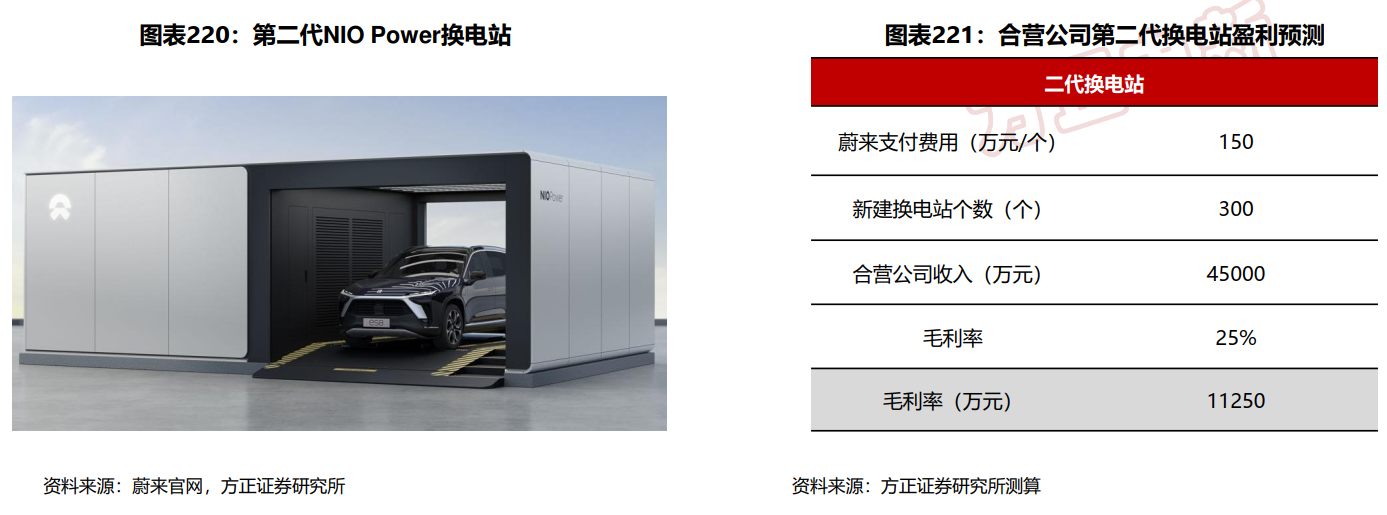 图表220：第二代NIO Power换电站
NIOPower
es8
资料来源：蔚来官网，方正证券研究所
图表221：合营公司第二代换电站盈利预测
二代换电站
蔚来支付费用（万元/个） 150
新建换电站个数（个） 300
合营公司收入（万元） 45000
毛利率 25%
毛利率（万元） 11250
资料来源：方正证券研究所测算